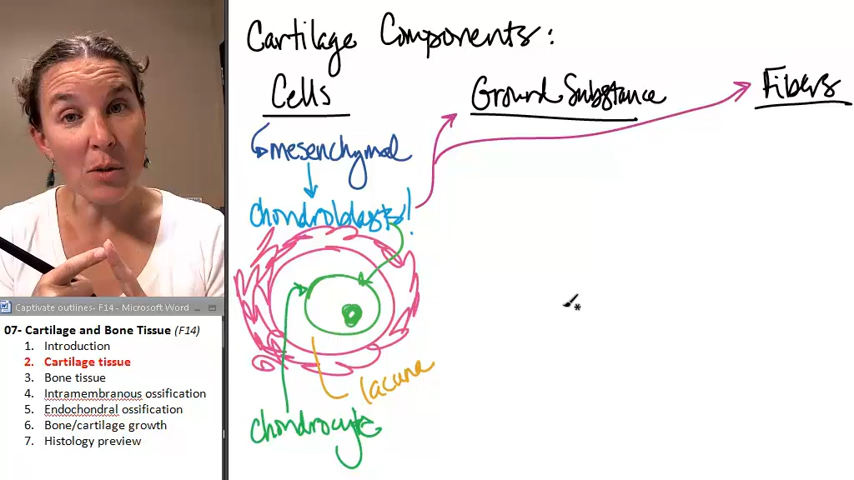 Cartilage Components:
Cells
Ground Substance
Fibers
mesenchymal
chondroblasts!
lacuna
chondrocyte
Captivate outlines- F14 - Microsoft Word
07- Cartilage and Bone Tissue (F14)
1. Introduction
2. Cartilage tissue
3. Bone tissue
4. Intramembranous ossification
5. Endochondral ossification
6. Bone/cartilage growth
7. Histology preview